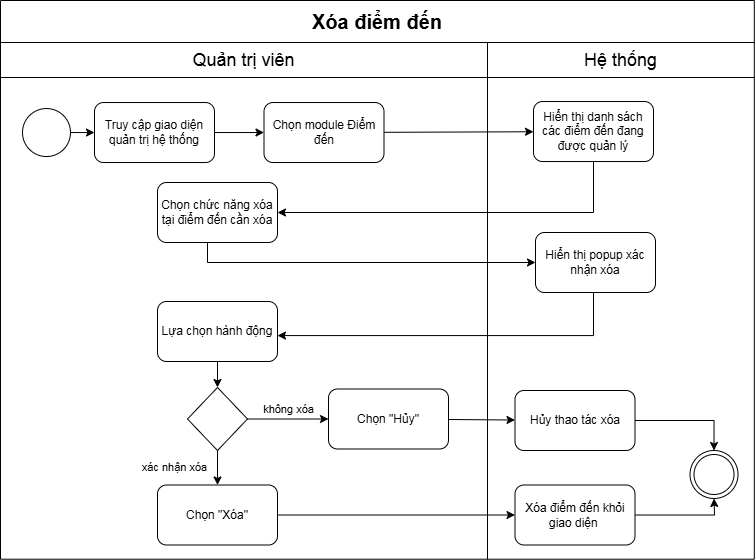 Xóa điểm đến
Quản trị viên
Hệ thống
Truy cập giao diện
quản trị hệ thống
Chọn module Điểm
đến
Hiển thị danh sách
các điểm đến đang
được quản lý
Chọn chức năng xóa
tại điểm đến cần xóa
Hiển thị popup xác
nhận xóa
Lựa chọn hành động
không xóa
Chọn "Hủy"
Hủy thao tác xóa
xác nhận xóa
Chọn "Xóa"
Xóa điểm đến khỏi
giao diện